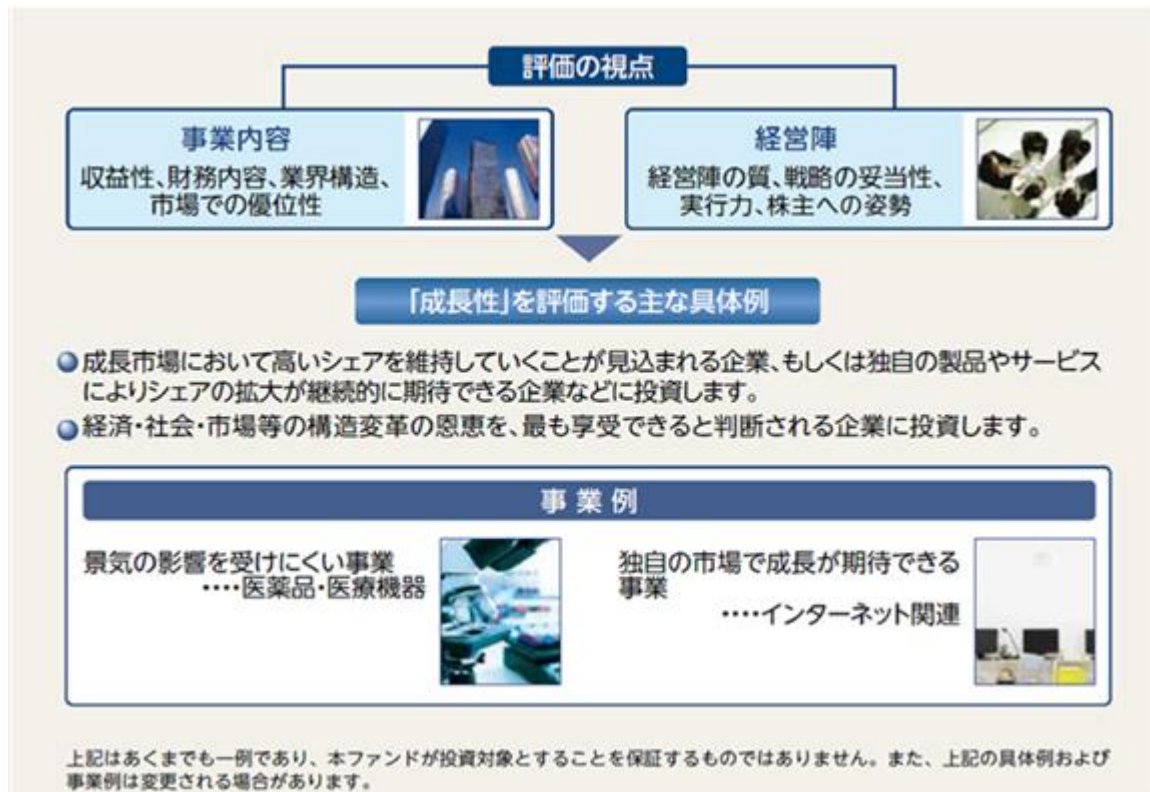 評価の視点
事業内容
収益性、財務内容、業界構造、
市場での優位性
経営陣
経営陣の質、戦略の妥当性、
実行力、株主への姿勢
「成長性」を評価する主な具体例
成長市場において高いシェアを維持していくことが見込まれる企業、もしくは独自の製品やサービス
によりシェアの拡大が継続的に期待できる企業などに投資します。
経済・社会・市場等の構造変革の恩恵を、最も享受できると判断される企業に投資します。
事業例
景気の影響を受けにくい事業
････医薬品・医療機器
独自の市場で成長が期待できる
事業
････インターネット関連
上記はあくまでも一例であり、本ファンドが投資対象とすることを保証するものではありません。また、上記の具体例および
事業例は変更される場合があります。